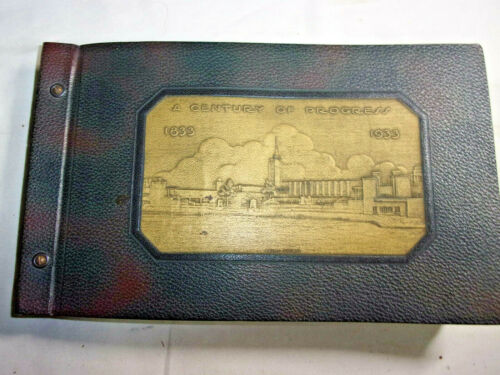 A CENTURY OF PROGRESS
1833 1933